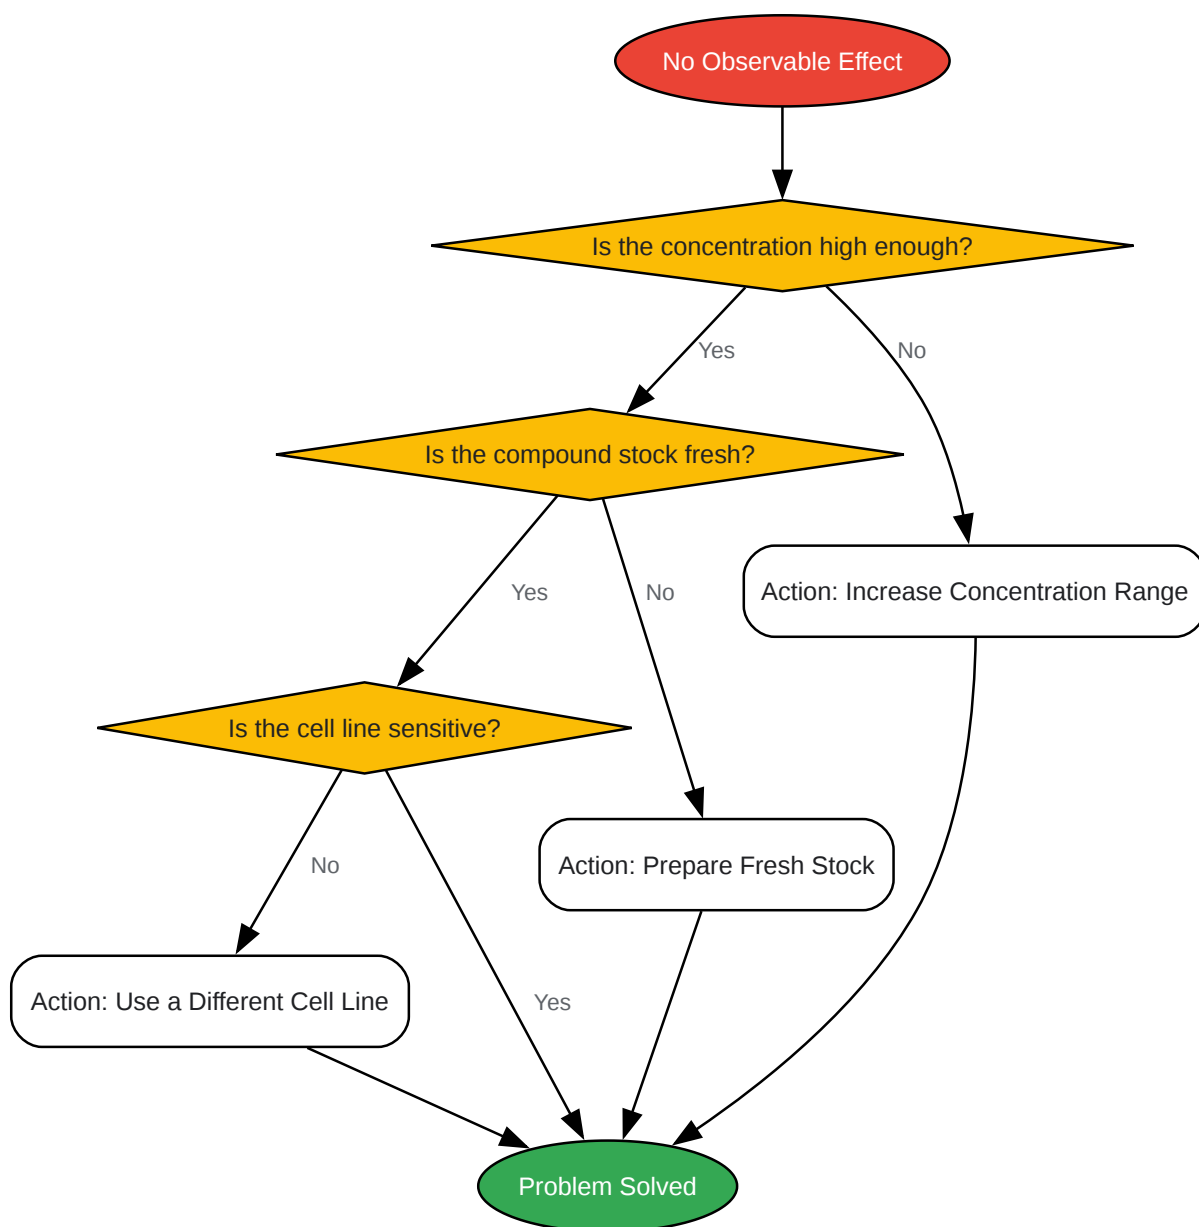 No Observable Effect
Is the concentration high enough?
Yes
No
Is the compound stock fresh?
Yes
No
Action: Increase Concentration Range
Is the cell line sensitive?
No
Yes
Action: Prepare Fresh Stock
Action: Use a Different Cell Line
Problem Solved